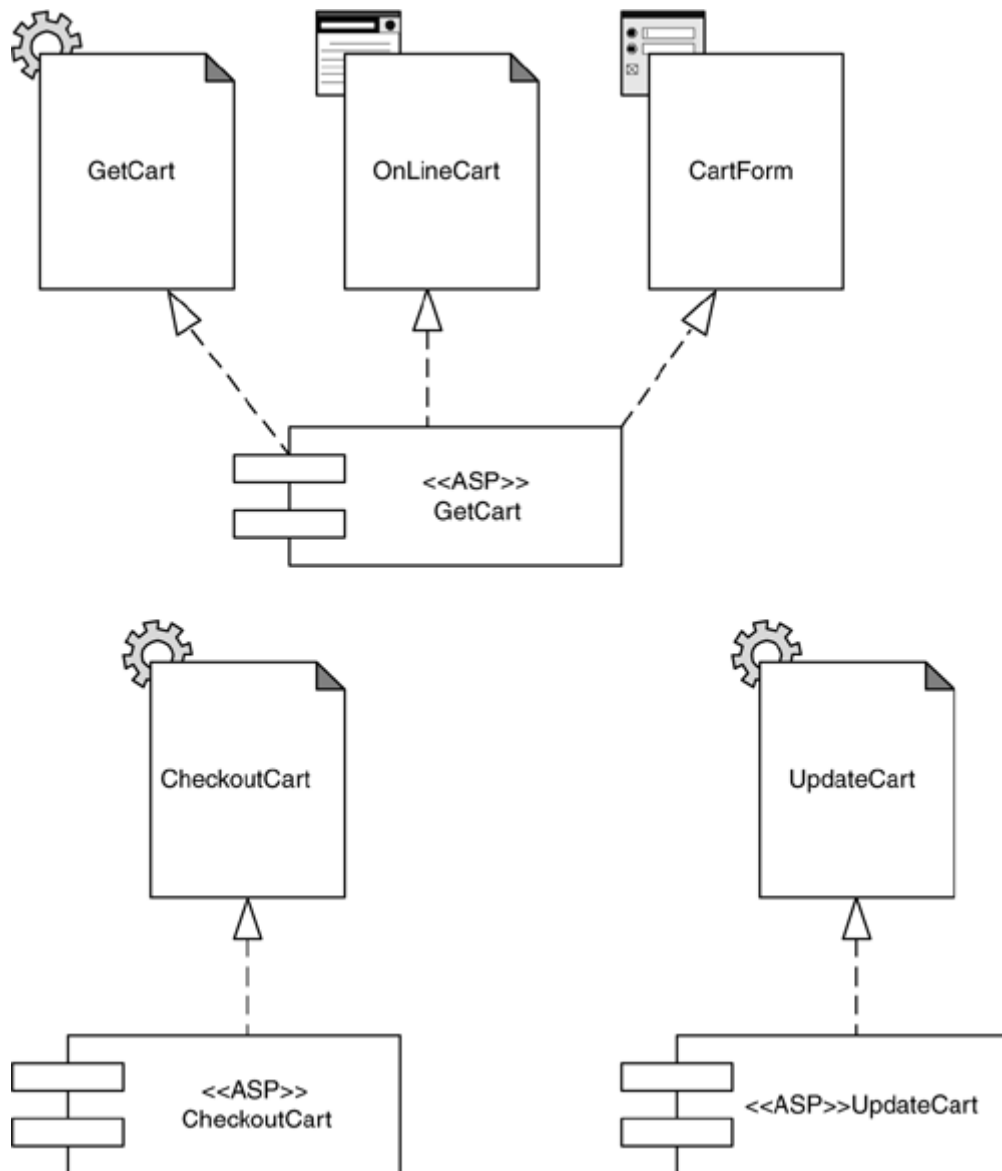 GetCart
OnLineCart
CartForm
<<ASP>>
GetCart
CheckoutCart
UpdateCart
<<ASP>>
CheckoutCart
<<ASP>>UpdateCart